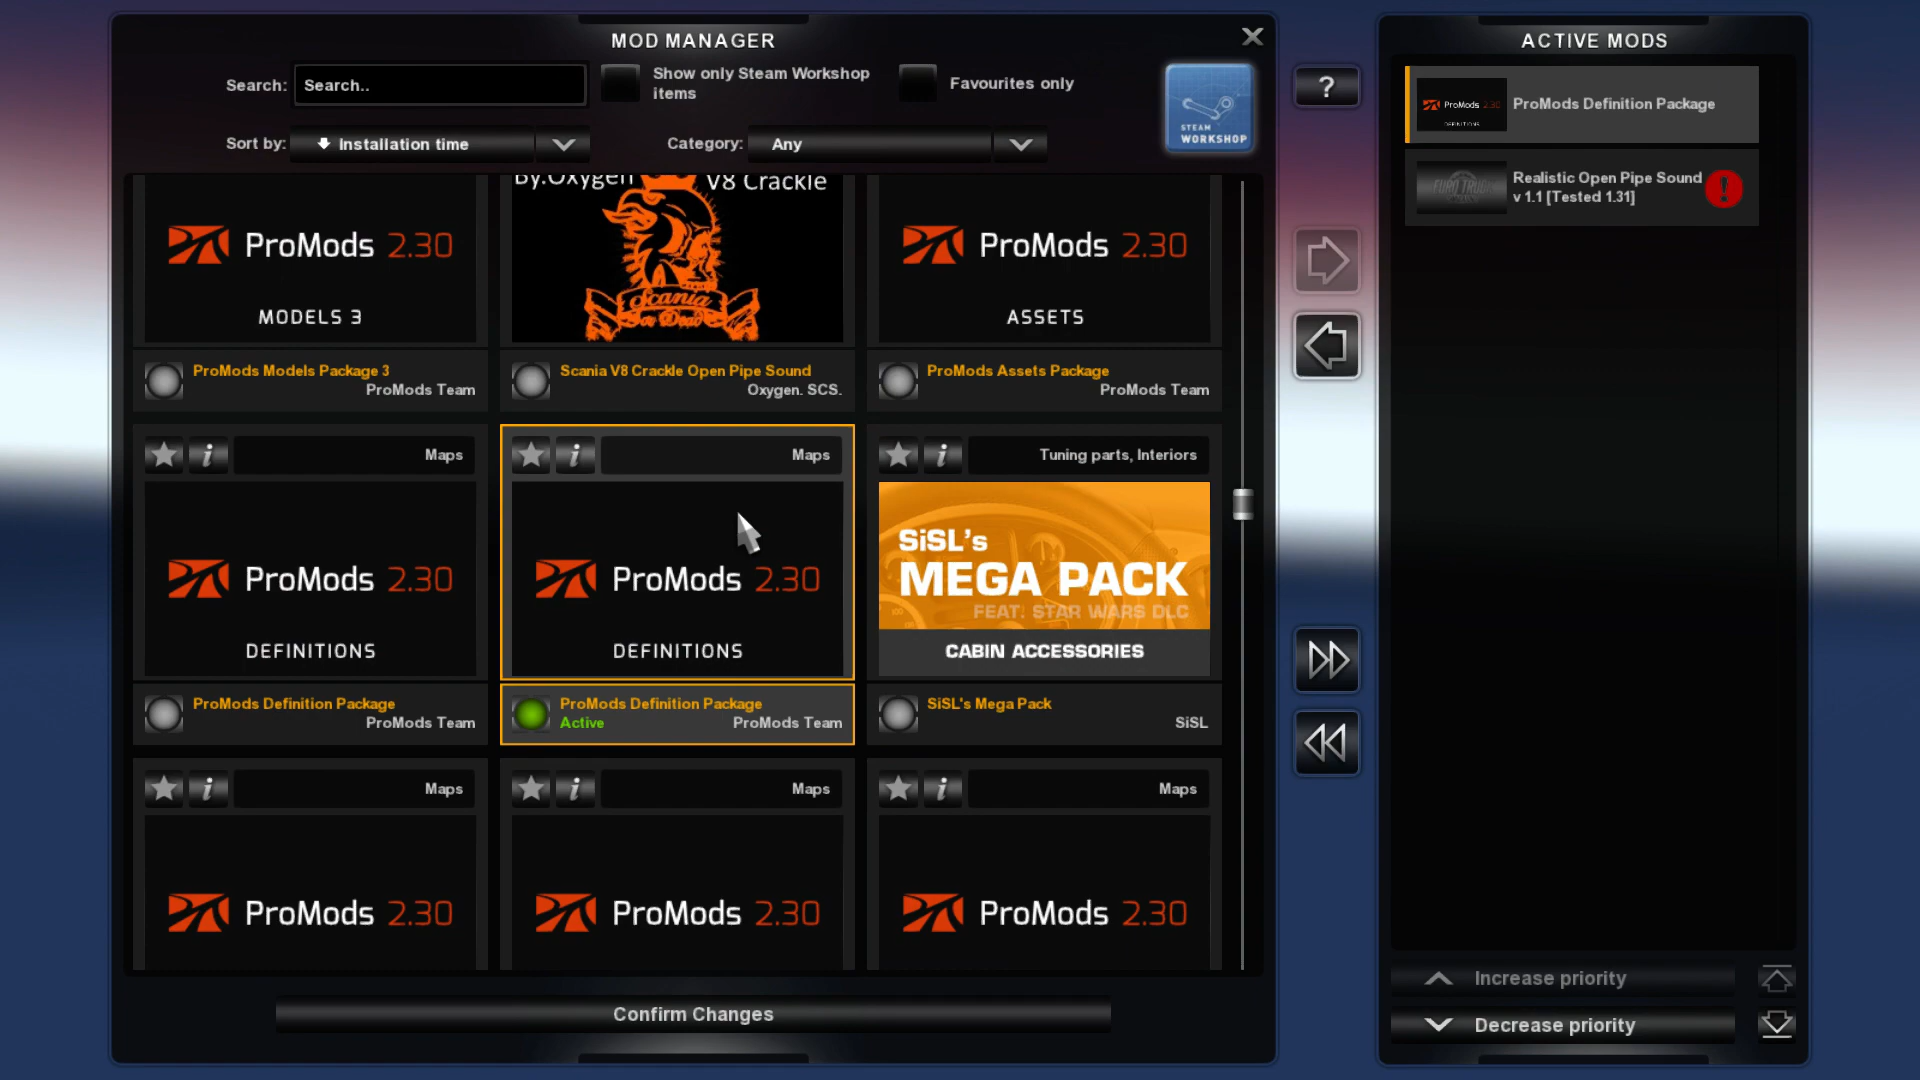 MOD MANAGER
Search:
Search..
Show only Steam Workshop
items
Favourites only
STEAM
WORKSHOP
Sort by:
Installation time
Category:
Any
ProMods 2.30
MODELS 3
ProMods Models Package 3
ProMods Team
By.Oxygen
V8 Crackle
Scania
Scania V8 Crackle Open Pipe Sound
Oxygen. SCS.
ProMods 2.30
ASSETS
ProMods Assets Package
ProMods Team
Maps
ProMods 2.30
DEFINITIONS
ProMods Definition Package
ProMods Team
Maps
ProMods 2.30
DEFINITIONS
ProMods Definition Package
Active
ProMods Team
Tuning parts, Interiors
SiSL's
MEGA PACK
FEAT. STAR WARS DLC
CABIN ACCESSORIES
SiSL's Mega Pack
SiSL
Maps
ProMods 2.30
Maps
ProMods 2.30
Maps
ProMods 2.30
Confirm Changes
?
ACTIVE MODS
ProMods 2.30
DEFINITIONS
ProMods Definition Package
EURO TRUCK
Realistic Open Pipe Sound
v 1.1 [Tested 1.31]
Increase priority
Decrease priority